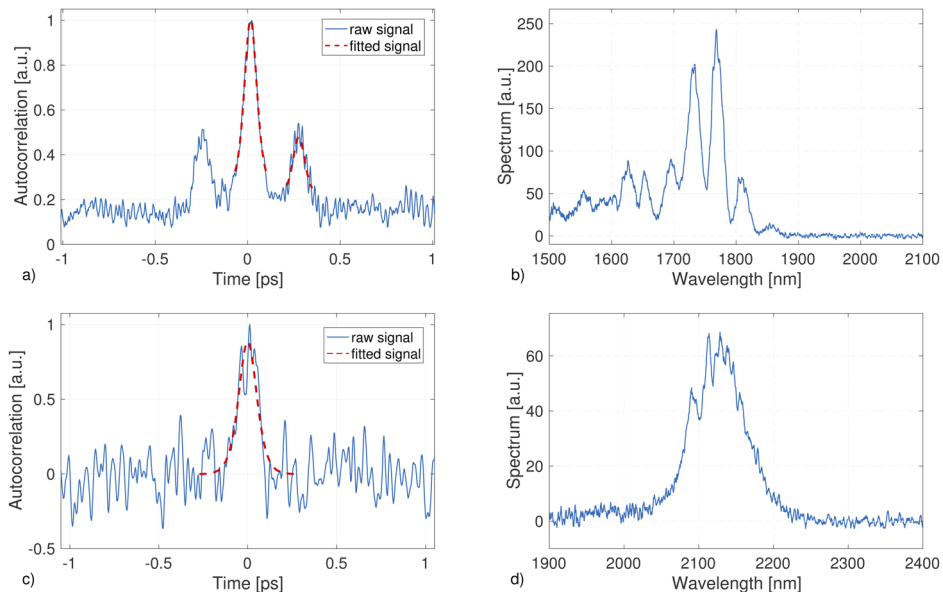 1
0.8
0.6
0.4
0.2
0
Autocorrelation [a.u.]
raw signal
fitted signal
-1 -0.5 0 0.5 1
Time [ps]
a)
250
200
150
100
50
0
Spectrum [a.u.]
1500 1600 1700 1800 1900 2000 2100
Wavelength [nm]
b)
1
0.5
0
-0.5
Autocorrelation [a.u.]
raw signal
fitted signal
-1 -0.5 0 0.5 1
Time [ps]
c)
60
40
20
0
Spectrum [a.u.]
1900 2000 2100 2200 2300 2400
Wavelength [nm]
d)